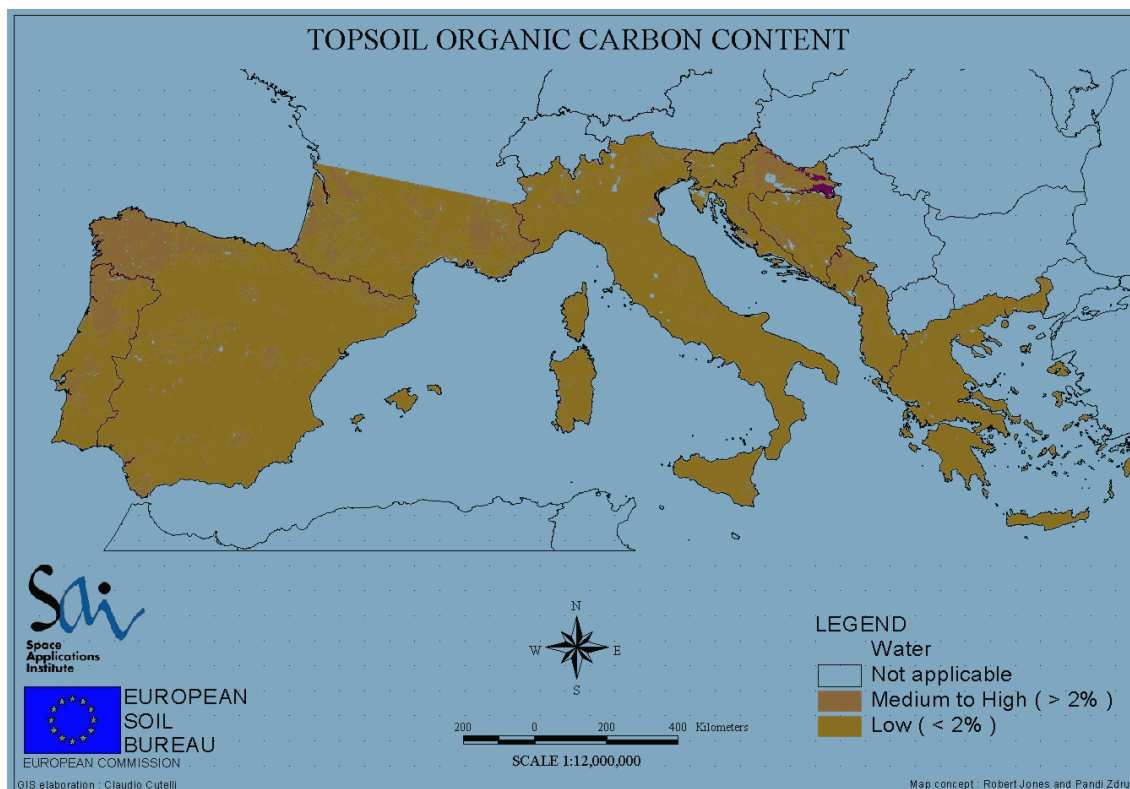 TOPSOIL ORGANIC CARBON CONTENT
Sai
Space
Applications
Institute
EUROPEAN
SOIL
BUREAU
EUROPEAN COMMISSION
GIS elaboration : Claudio Cutelli
N
W E
S
200 0 200 400 Kilometers
SCALE 1:12,000,000
LEGEND
Water
Not applicable
Medium to High ( > 2% )
Low ( < 2% )
Map concept : Robert Jones and Pandi Zdru